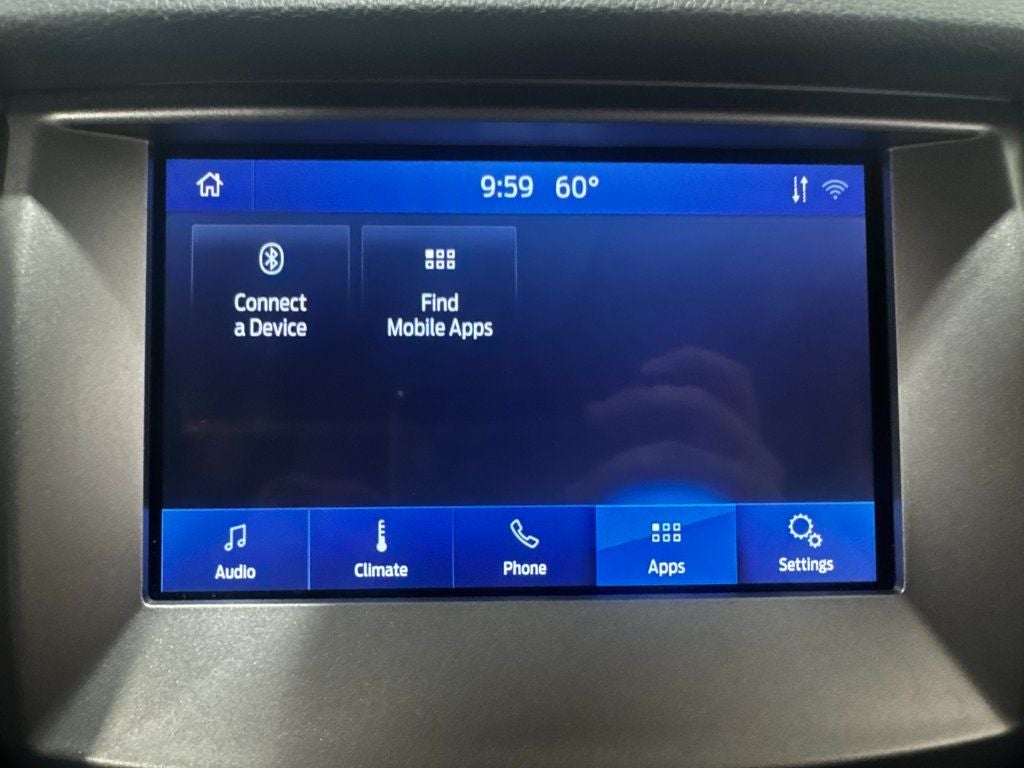 9:59 60°
Connect
a Device
Find
Mobile Apps
Audio
Climate
Phone
Apps
Settings